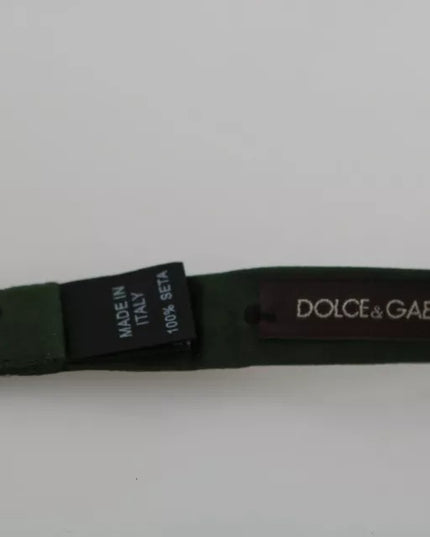 MADE IN
ITALY
100% SETA
DOLCE & GAB